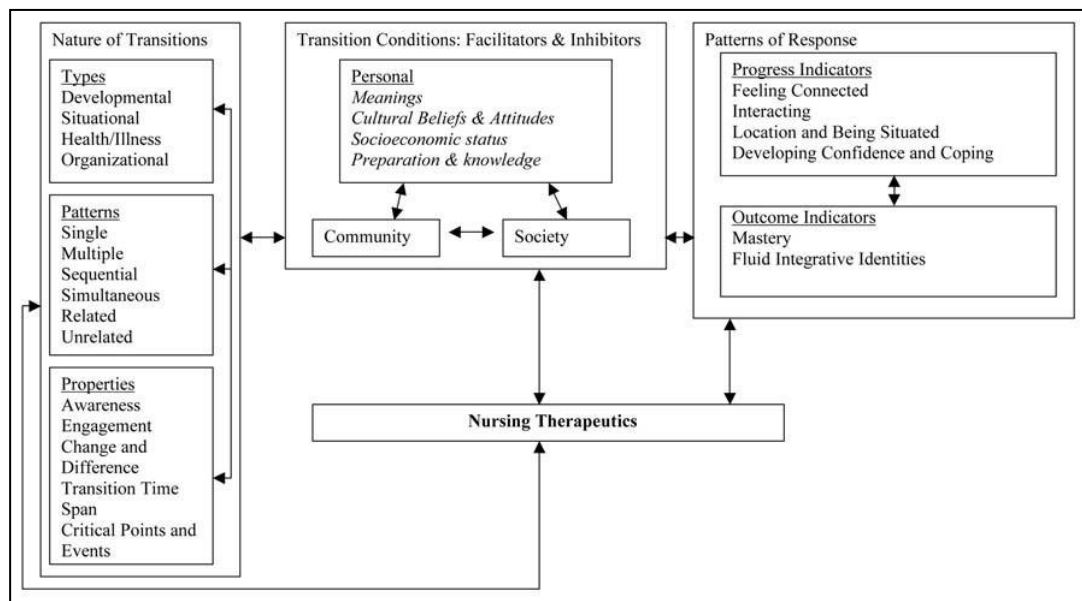 Nature of Transitions
Types
Developmental
Situational
Health/Illness
Organizational
Patterns
Single
Multiple
Sequential
Simultaneous
Related
Unrelated
Properties
Awareness
Engagement
Change and
Difference
Transition Time
Span
Critical Points and
Events
Transition Conditions: Facilitators & Inhibitors
Personal
Meanings
Cultural Beliefs & Attitudes
Socioeconomic status
Preparation & knowledge
Community
Society
Patterns of Response
Progress Indicators
Feeling Connected
Interacting
Location and Being Situated
Developing Confidence and Coping
Outcome Indicators
Mastery
Fluid Integrative Identities
Nursing Therapeutics